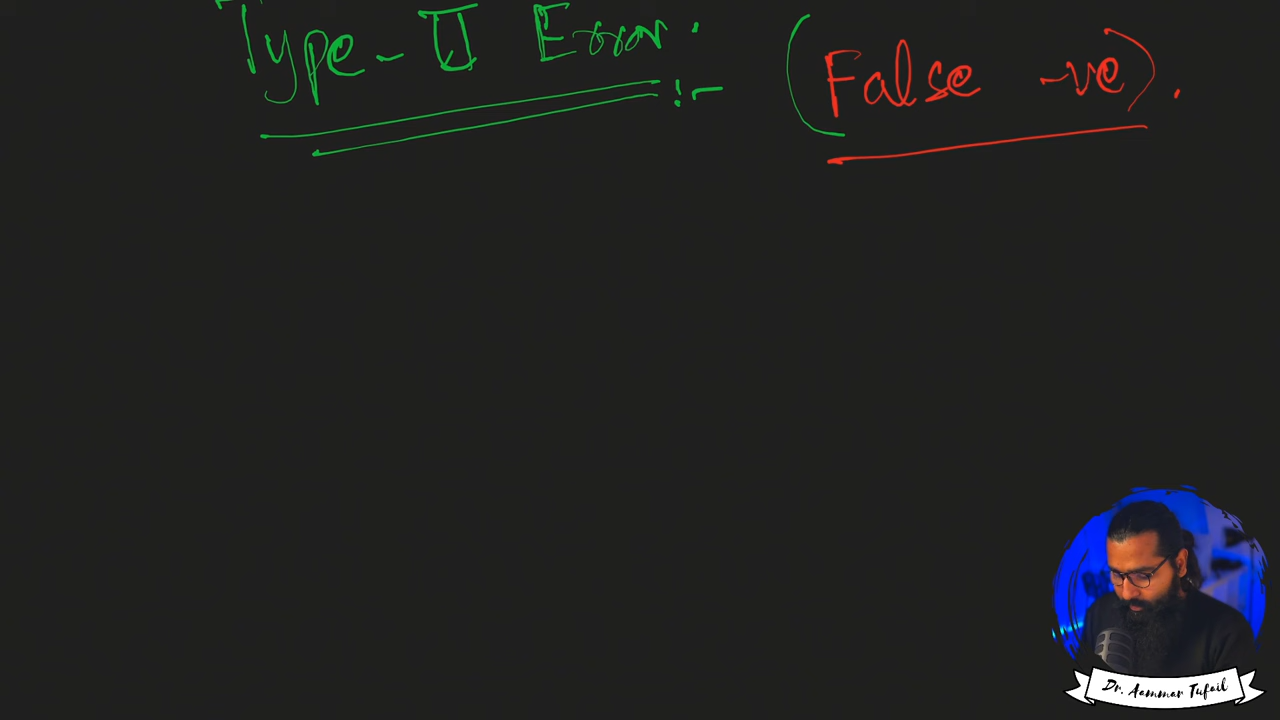 Type-II Error. :- (False -ve).
Dr. Aammar Tufail